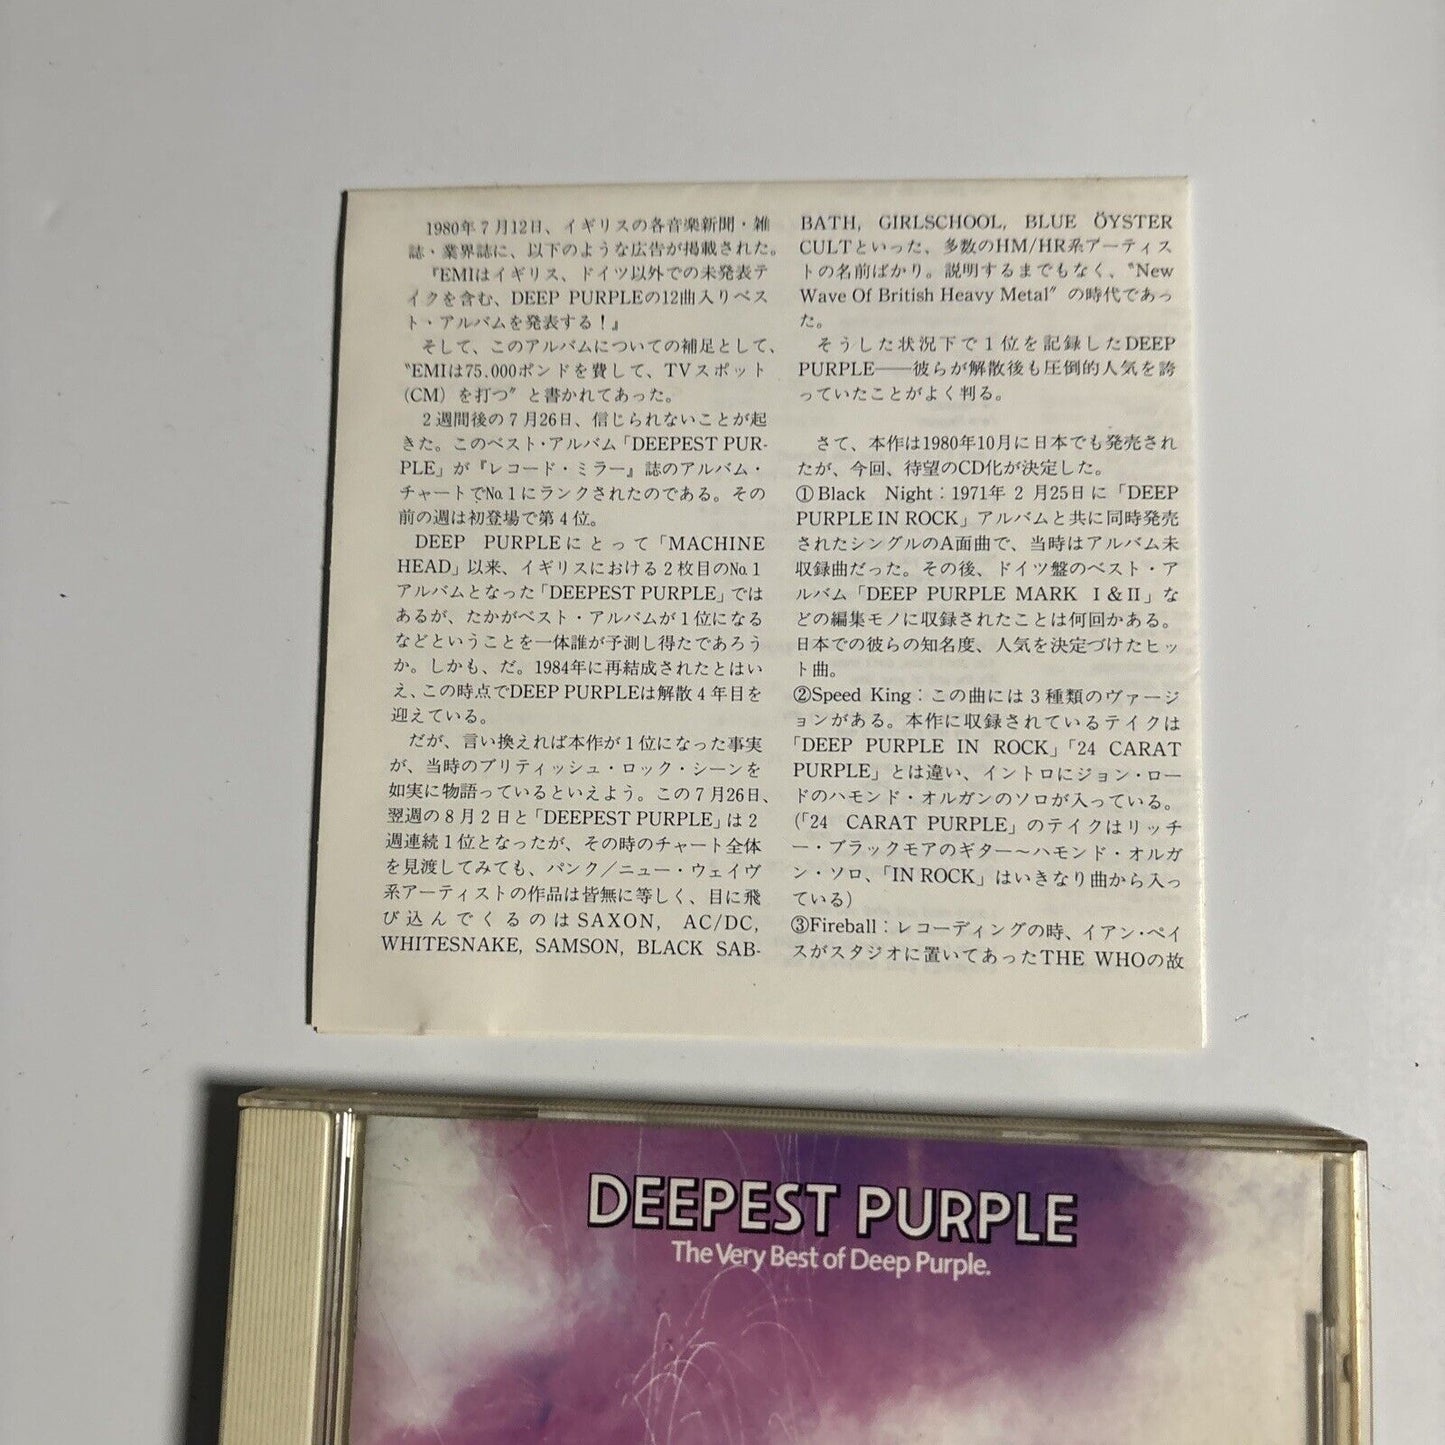 1980年7月12日、イギリスの各音楽新聞・雑
誌・業界誌に、以下のような広告が掲載された。
『EMIはイギリス、ドイツ以外での未発表テ
イクを含む、DEEP PURPLEの12曲入りベス
ト・アルバムを発表する！』
そして、このアルバムについての補足として、
〝EMIは75.000ポンドを費して、TVスポット
(CM) を打つ〟と書かれてあった。
2週間後の7月26日、信じられないことが起
きた。このベスト・アルバム「DEEPEST PUR-
PLE」が『レコード・ミラー』誌のアルバム・
チャートで№1にランクされたのである。その
前の週は初登場で第4位。
DEEP PURPLEにとって「MACHINE
HEAD」以来、イギリスにおける2枚目の№1
アルバムとなった「DEEPEST PURPLE」では
あるが、たかがベスト・アルバムが1位になる
などということを一体誰が予測し得たであろう
か。しかも、だ。1984年に再結成されたとはい
え、この時点でDEEP PURPLEは解散4年目を
迎えている。
だが、言い換えれば本作が1位になった事実
が、当時のブリティッシュ・ロック・シーンを
如実に物語っているといえよう。この7月26日、
翌週の8月2日と「DEEPEST PURPLE」は2
週連続1位となったが、その時のチャート全体
を見渡してみても、パンク／ニュー・ウェイヴ
系アーティストの作品は皆無に等しく、目に飛
び込んでくるのはSAXON, AC/DC,
WHITESNAKE, SAMSON, BLACK SAB-
BATH, GIRLSCHOOL, BLUE ÖYSTER
CULTといった、多数のHM/HR系アーティス
トの名前ばかり。説明するまでもなく、〝New
Wave Of British Heavy Metal〟の時代であっ
た。
そうした状況下で1位を記録したDEEP
PURPLE——彼らが解散後も圧倒的人気を誇
っていたことがよく判る。
さて、本作は1980年10月に日本でも発売され
たが、今回、待望のCD化が決定した。
①Black Night：1971年2月25日に「DEEP
PURPLE IN ROCK」アルバムと共に同時発売
されたシングルのA面曲で、当時はアルバム未
収録曲だった。その後、ドイツ盤のベスト・ア
ルバム「DEEP PURPLE MARK I & II」な
どの編集モノに収録されたことは何回かある。
日本での彼らの知名度、人気を決定づけたヒッ
ト曲。
②Speed King：この曲には3種類のヴァージ
ョンがある。本作に収録されているテイクは
「DEEP PURPLE IN ROCK」「24 CARAT
PURPLE」とは違い、イントロにジョン・ロー
ドのハモンド・オルガンのソロが入っている。
(「24 CARAT PURPLE」のテイクはリッチ
ー・ブラックモアのギター～ハモンド・オルガ
ン・ソロ、「IN ROCK」はいきなり曲から入っ
ている)
③Fireball：レコーディングの時、イアン・ペイ
スがスタジオに置いてあったTHE WHOの故
DEEPEST PURPLE
The Very Best of Deep Purple.